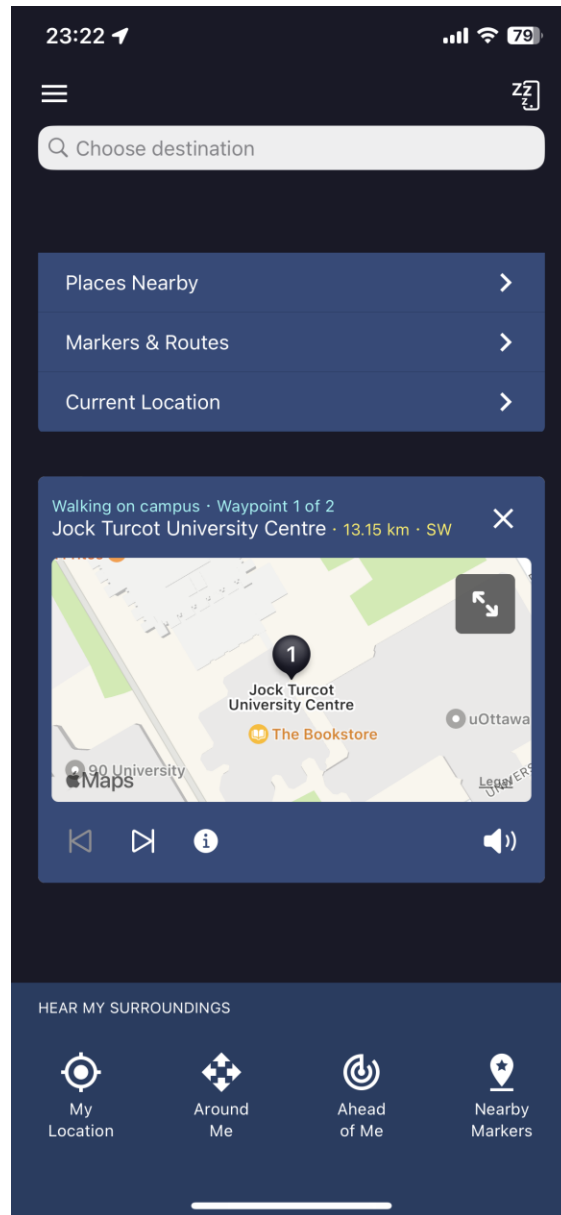 23:22
79
Choose destination
Places Nearby
Markers & Routes
Current Location
Walking on campus · Waypoint 1 of 2
Jock Turcot University Centre · 13.15 km · SW
1
Jock Turcot
University Centre
The Bookstore
uOttawa
90 University
Maps
Legal
HEAR MY SURROUNDINGS
My
Location
Around
Me
Ahead
of Me
Nearby
Markers